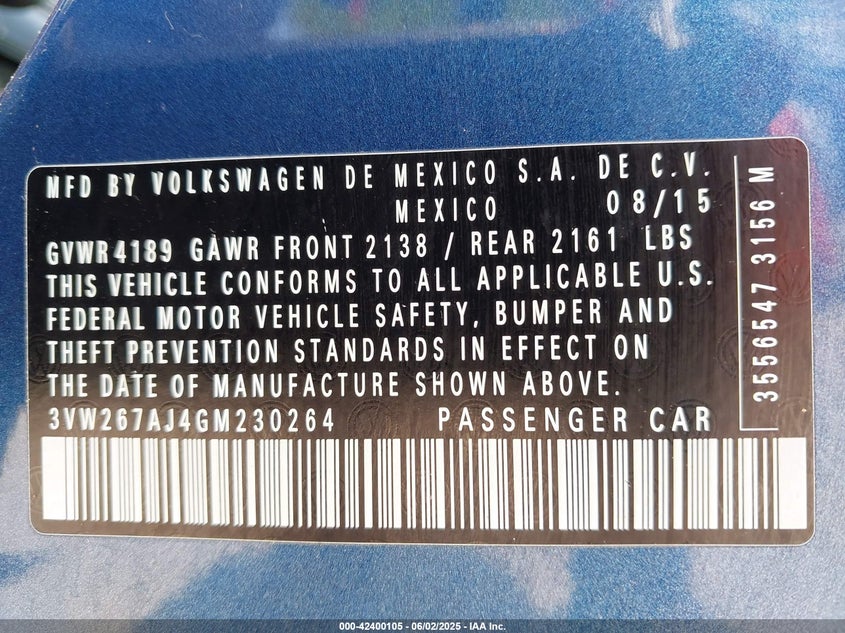 MFD BY VOLKSWAGEN DE MEXICO S.A. DE C.V.
MEXICO 08/15
GVWR4189 GAWR FRONT 2138 / REAR 2161 LBS
THIS VEHICLE CONFORMS TO ALL APPLICABLE U.S.
FEDERAL MOTOR VEHICLE SAFETY, BUMPER AND
THEFT PREVENTION STANDARDS IN EFFECT ON
THE DATE OF MANUFACTURE SHOWN ABOVE.
3VW267AJ4GM230264 PASSENGER CAR
3556547 3156 M
000-42400105 - 06/02/2025 - IAA Inc.